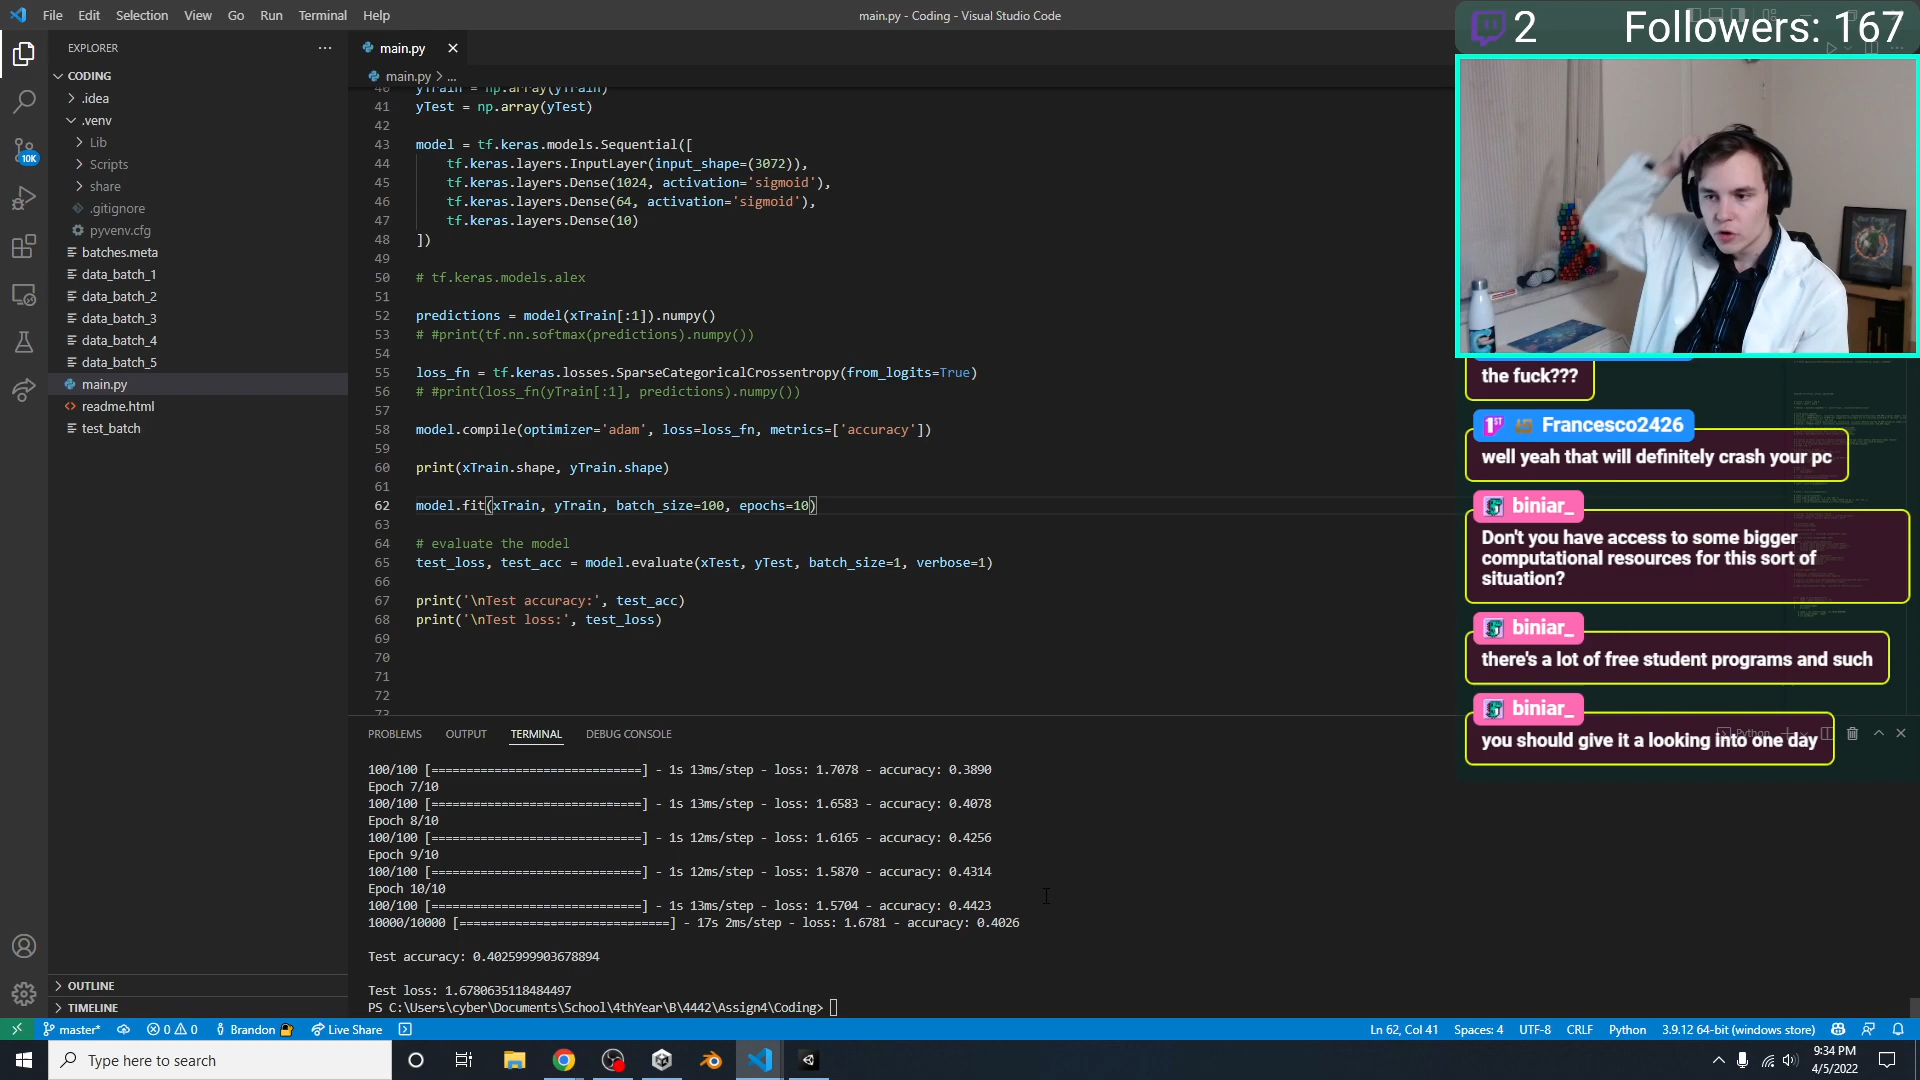 File Edit Selection View Go Run Terminal Help
main.py - Coding - Visual Studio Code
2 Followers: 167
EXPLORER
CODING
.idea
.venv
Lib
Scripts
share
.gitignore
pyvenv.cfg
batches.meta
data_batch_1
data_batch_2
data_batch_3
data_batch_4
data_batch_5
main.py
readme.html
test_batch
OUTLINE
TIMELINE
10K
main.py
main.py > ...
40 yTrain = np.array(yTrain)
41 yTest = np.array(yTest)
42
43 model = tf.keras.models.Sequential([
44 tf.keras.layers.InputLayer(input_shape=(3072)),
45 tf.keras.layers.Dense(1024, activation='sigmoid'),
46 tf.keras.layers.Dense(64, activation='sigmoid'),
47 tf.keras.layers.Dense(10)
48 ])
49
50 # tf.keras.models.alex
51
52 predictions = model(xTrain[:1]).numpy()
53 # #print(tf.nn.softmax(predictions).numpy())
54
55 loss_fn = tf.keras.losses.SparseCategoricalCrossentropy(from_logits=True)
56 # #print(loss_fn(yTrain[:1], predictions).numpy())
57
58 model.compile(optimizer='adam', loss=loss_fn, metrics=['accuracy'])
59
60 print(xTrain.shape, yTrain.shape)
61
62 model.fit(xTrain, yTrain, batch_size=100, epochs=10)
63
64 # evaluate the model
65 test_loss, test_acc = model.evaluate(xTest, yTest, batch_size=1, verbose=1)
66
67 print('\nTest accuracy:', test_acc)
68 print('\nTest loss:', test_loss)
69
70
71
72
73
the fuck???
1ST Francesco2426
well yeah that will definitely crash your pc
biniar_
Don't you have access to some bigger
computational resources for this sort of
situation?
biniar_
there's a lot of free student programs and such
biniar_
you should give it a looking into one day
PROBLEMS OUTPUT TERMINAL DEBUG CONSOLE
Python
100/100 [==============================] - 1s 13ms/step - loss: 1.7078 - accuracy: 0.3890
Epoch 7/10
100/100 [==============================] - 1s 13ms/step - loss: 1.6583 - accuracy: 0.4078
Epoch 8/10
100/100 [==============================] - 1s 12ms/step - loss: 1.6165 - accuracy: 0.4256
Epoch 9/10
100/100 [==============================] - 1s 12ms/step - loss: 1.5870 - accuracy: 0.4314
Epoch 10/10
100/100 [==============================] - 1s 13ms/step - loss: 1.5704 - accuracy: 0.4423
10000/10000 [==============================] - 17s 2ms/step - loss: 1.6781 - accuracy: 0.4026
Test accuracy: 0.4025999903678894
Test loss: 1.6780635118484497
PS C:\Users\cyber\Documents\School\4thYear\B\4442\Assign4\Coding>
master* 0 0 Brandon Live Share
Ln 62, Col 41 Spaces: 4 UTF-8 CRLF Python 3.9.12 64-bit (windows store)
Type here to search
9:34 PM
4/5/2022